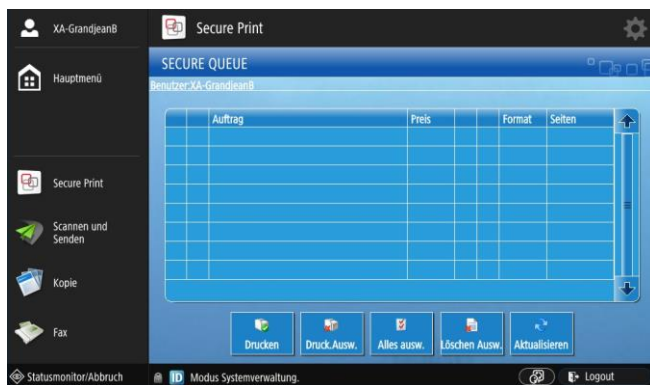 XA-GrandjeanB
Secure Print
Hauptmenü
SECURE QUEUE
Benutzer:XA-GrandjeanB
Auftrag Preis Format Seiten
Secure Print
Scannen und
Senden
Kopie
Fax
Drucken
Druck.Ausw.
Alles ausw.
Löschen Ausw.
Aktualisieren
Statusmonitor/Abbruch
ID Modus Systemverwaltung.
Logout